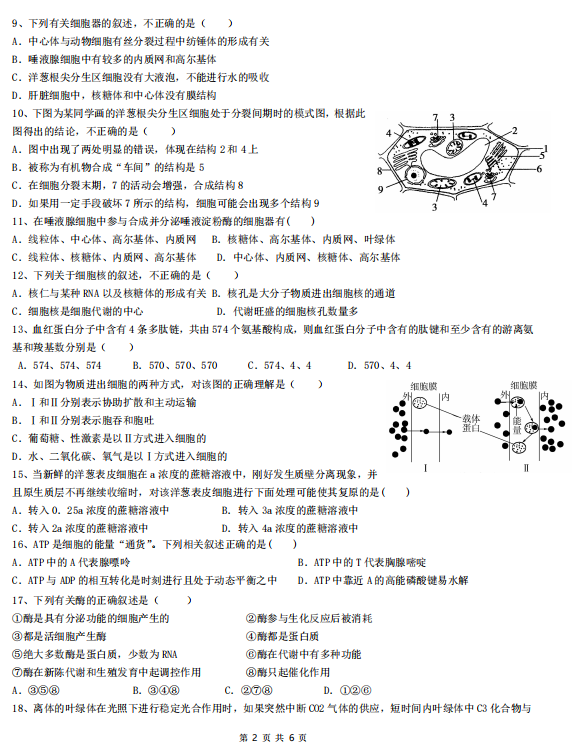 9、下列有关细胞器的叙述，不正确的是（　　）
A．中心体与动物细胞有丝分裂过程中纺锤体的形成有关
B．唾液腺细胞中有较多的内质网和高尔基体
C．洋葱根尖分生区细胞没有大液泡，不能进行水的吸收
D．肝脏细胞中，核糖体和中心体没有膜结构
10、下图为某同学画的洋葱根尖分生区细胞处于分裂间期时的模式图，根据此
图得出的结论，不正确的是（　　）
A．图中出现了两处明显的错误，体现在结构 2 和 4 上
B．被称为有机物合成“车间”的结构是 5
C．在细胞分裂末期，7 的活动会增强，合成结构 8
D．如果用一定手段破坏 7 所示的结构，细胞可能会出现多个结构 9
4
7
3
2
1
5
6
8
9
3
4
7
11、在唾液腺细胞中参与合成并分泌唾液淀粉酶的细胞器有(　　)
A．线粒体、中心体、高尔基体、内质网　B．核糖体、高尔基体、内质网、叶绿体
C．线粒体、核糖体、内质网、高尔基体　D．中心体、内质网、核糖体、高尔基体
12、下列关于细胞核的叙述，不正确的是（　　）
A．核仁与某种 RNA 以及核糖体的形成有关 B．核孔是大分子物质进出细胞核的通道
C．细胞核是细胞代谢的中心　D．代谢旺盛的细胞核孔数量多
13、血红蛋白分子中含有 4 条多肽链，共由 574 个氨基酸构成，则血红蛋白分子中含有的肽键和至少含有的游离氨
基和羧基数分别是（　　）
A．574、574、574　B．570、570、570　C．574、4、4　D．570、4、4
14、如图为物质进出细胞的两种方式，对该图的正确理解是（　　）
A．Ⅰ和Ⅱ分别表示协助扩散和主动运输
B．Ⅰ和Ⅱ分别表示胞吞和胞吐
C．葡萄糖、性激素是以Ⅱ方式进入细胞的
D．水、二氧化碳、氧气是以Ⅰ方式进入细胞的
细胞膜
外　内
载体
蛋白
Ⅰ
细胞膜
外　内
能
量
Ⅱ
15、当新鲜的洋葱表皮细胞在 a 浓度的蔗糖溶液中，刚好发生质壁分离现象，并
且原生质层不再继续收缩时，对该洋葱表皮细胞进行下面处理可能使其复原的是(　　)
A．转入 0．25a 浓度的蔗糖溶液中　B．转入 3a 浓度的蔗糖溶液中
C．转入 2a 浓度的蔗糖溶液中　D．转入 4a 浓度的蔗糖溶液中
16、ATP 是细胞的能量“通货”。下列相关叙述正确的是(　　)
A．ATP 中的 A 代表腺嘌呤　B．ATP 中的 T 代表胸腺嘧啶
C．ATP 与 ADP 的相互转化是时刻进行且处于动态平衡之中　D．ATP 中靠近 A 的高能磷酸键易水解
17、下列有关酶的正确叙述是（　　）
①酶是具有分泌功能的细胞产生的　②酶参与生化反应后被消耗
③都是活细胞产生酶　④酶都是蛋白质
⑤绝大多数酶是蛋白质，少数为 RNA　⑥酶在代谢中有多种功能
⑦酶在新陈代谢和生殖发育中起调控作用　⑧酶只起催化作用
A．③⑤⑧　B．③④⑧　C．②⑦⑧　D．①②⑥
18、离体的叶绿体在光照下进行稳定光合作用时，如果突然中断 CO2 气体的供应，短时间内叶绿体中 C3 化合物与
第 2 页 共 6 页